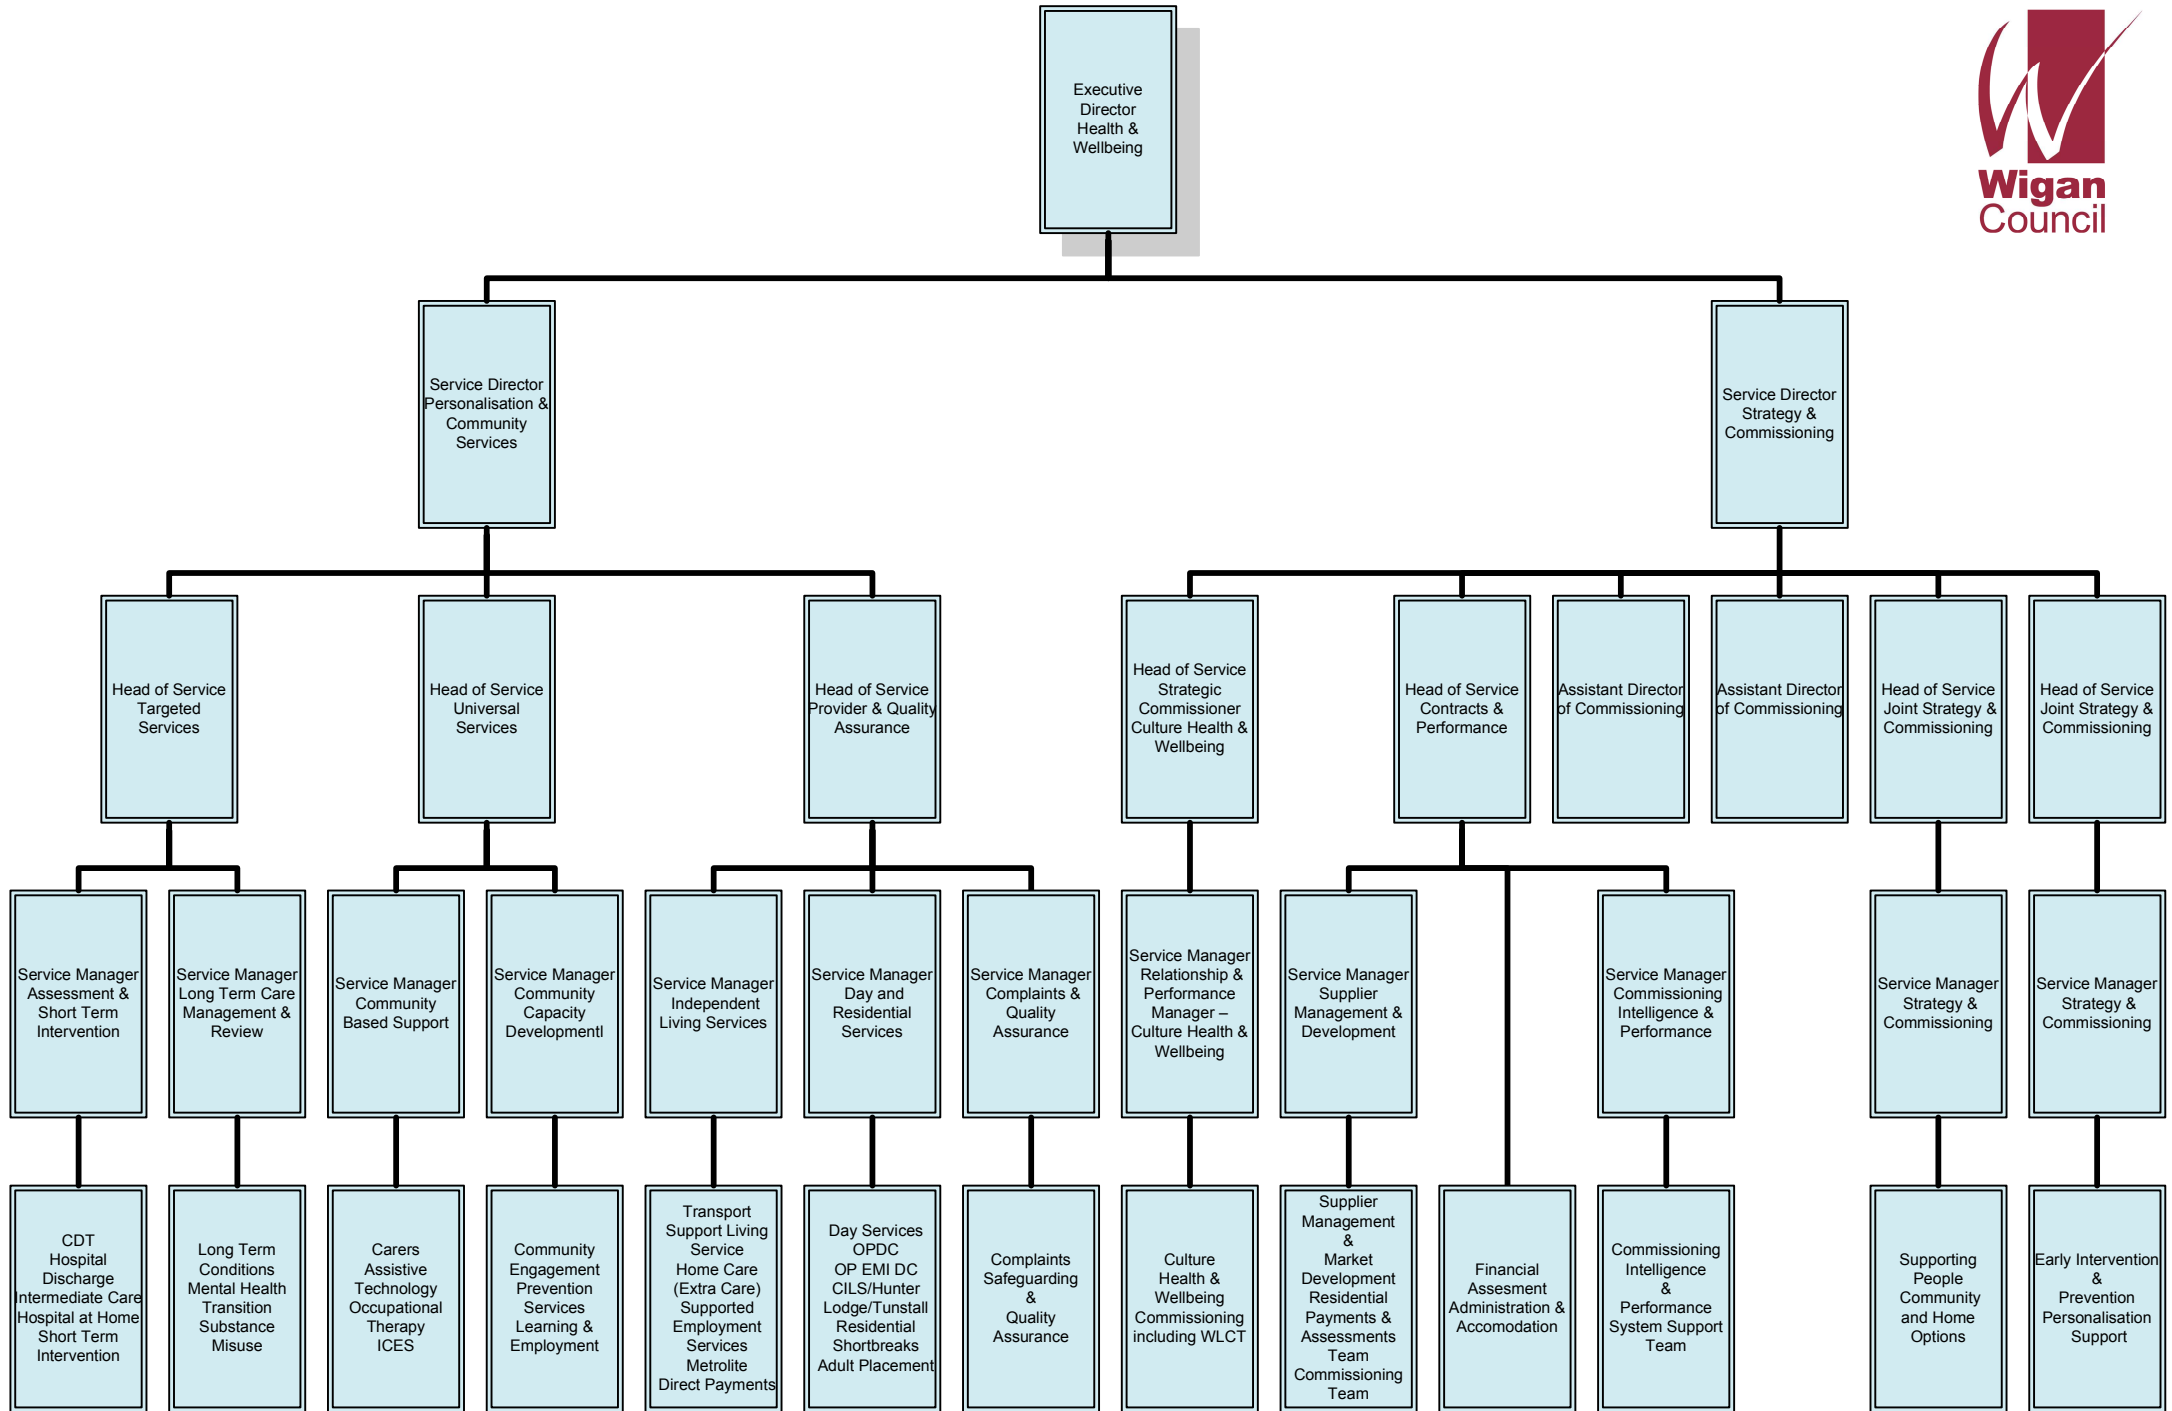 Executive
Director
Health &
Wellbeing
Wigan
Council
Service Director
Personalisation &
Community
Services
Service Director
Strategy &
Commissioning
Head of Service
Targeted
Services
Head of Service
Universal
Services
Head of Service
Provider & Quality
Assurance
Head of Service
Strategic
Commissioner
Culture Health &
Wellbeing
Head of Service
Contracts &
Performance
Assistant Director
of Commissioning
Assistant Director
of Commissioning
Head of Service
Joint Strategy &
Commissioning
Head of Service
Joint Strategy &
Commissioning
Service Manager
Assessment &
Short Term
Intervention
Service Manager
Long Term Care
Management &
Review
Service Manager
Community
Based Support
Service Manager
Community
Capacity
Developmentl
Service Manager
Independent
Living Services
Service Manager
Day and
Residential
Services
Service Manager
Complaints &
Quality
Assurance
Service Manager
Relationship &
Performance
Manager –
Culture Health &
Wellbeing
Service Manager
Supplier
Management &
Development
Service Manager
Commissioning
Intelligence &
Performance
Service Manager
Strategy &
Commissioning
Service Manager
Strategy &
Commissioning
CDT
Hospital
Discharge
Intermediate Care
Hospital at Home
Short Term
Intervention
Long Term
Conditions
Mental Health
Transition
Substance
Misuse
Carers
Assistive
Technology
Occupational
Therapy
ICES
Community
Engagement
Prevention
Services
Learning &
Employment
Transport
Support Living
Service
Home Care
(Extra Care)
Supported
Employment
Services
Metrolite
Direct Payments
Day Services
OPDC
OP EMI DC
CILS/Hunter
Lodge/Tunstall
Residential
Shortbreaks
Adult Placement
Complaints
Safeguarding
&
Quality
Assurance
Culture
Health &
Wellbeing
Commissioning
including WLCT
Supplier
Management
&
Market
Development
Residential
Payments &
Assessments
Team
Commissioning
Team
Financial
Assesment
Administration &
Accomodation
Commissioning
Intelligence
&
Performance
System Support
Team
Supporting
People
Community
and Home
Options
Early Intervention
&
Prevention
Personalisation
Support